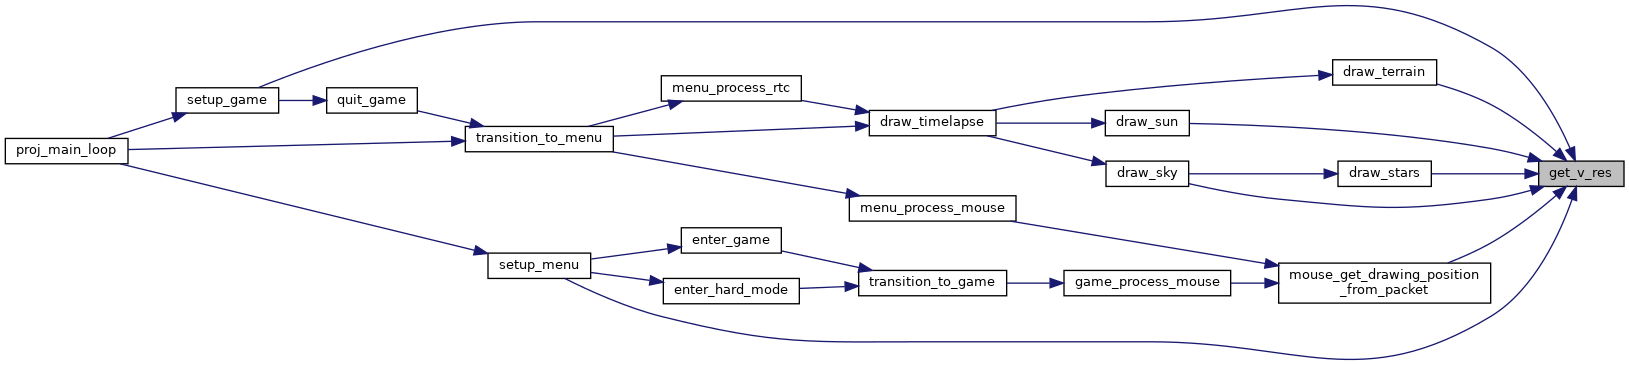 proj_main_loop
setup_game
quit_game
transition_to_menu
setup_menu
menu_process_rtc
enter_game
enter_hard_mode
draw_timelapse
menu_process_mouse
transition_to_game
draw_sun
draw_sky
game_process_mouse
draw_terrain
draw_stars
mouse_get_drawing_position
_from_packet
get_v_res